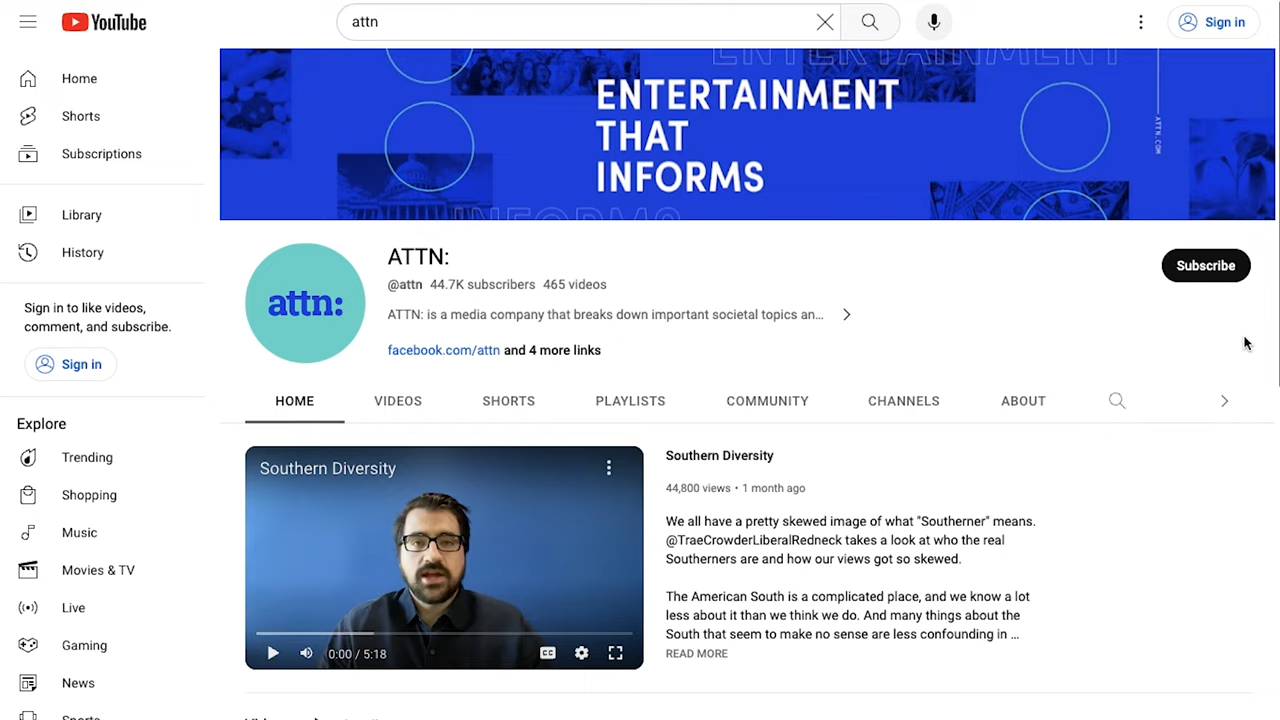 YouTube
attn
Sign in
Home
Shorts
Subscriptions
Library
History
Sign in to like videos,
comment, and subscribe.
Sign in
Explore
Trending
Shopping
Music
Movies & TV
Live
Gaming
News
Sports
ENTERTAINMENT
ENTERTAINMENT
THAT
INFORMS
INFORMS
ATTN.COM
attn:
ATTN:
@attn 44.7K subscribers 465 videos
ATTN: is a media company that breaks down important societal topics an...
facebook.com/attn and 4 more links
Subscribe
HOME VIDEOS SHORTS PLAYLISTS COMMUNITY CHANNELS ABOUT
Southern Diversity
0:00 / 5:18
CC
Southern Diversity
44,800 views • 1 month ago
We all have a pretty skewed image of what "Southerner" means.
@TraeCrowderLiberalRedneck takes a look at who the real
Southerners are and how our views got so skewed.
The American South is a complicated place, and we know a lot
less about it than we think we do. And many things about the
South that seem to make no sense are less confounding in ...
READ MORE